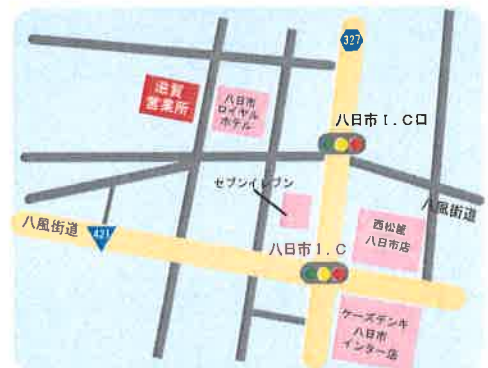 327
滋賀
営業所
八日市
ロイヤル
ホテル
八日市I.C口
セブンイレブン
八風街道
西松屋
八日市店
八風街道
421
八日市I.C
ケーズデンキ
八日市
インター店